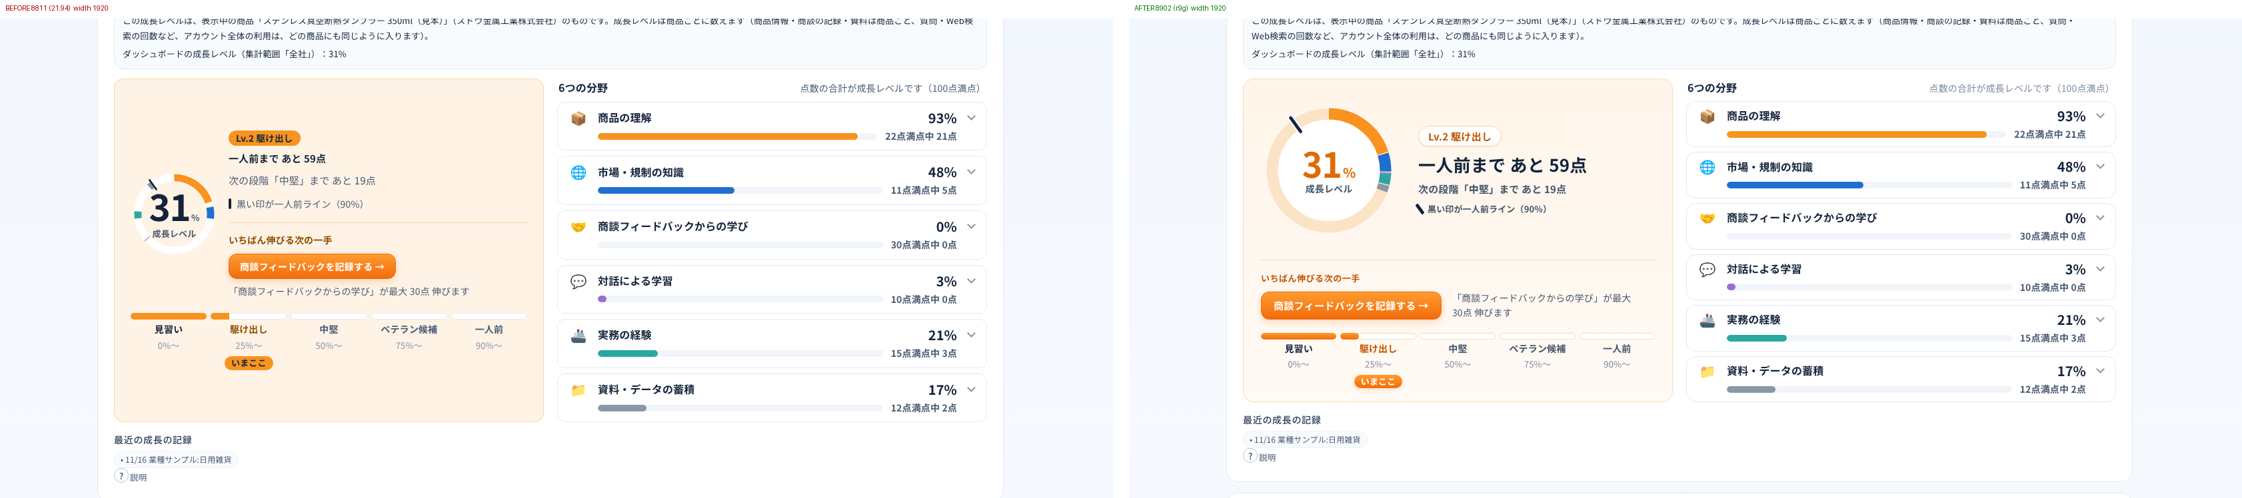 BEFORE 8811 (21.94) width 1920
この成長レベルは、表示中の商品「ステンレス真空断熱タンブラー 350ml（見本）」（ストウ金属工業株式会社）のものです。成長レベルは商品ごとに数えます（商品情報・商談の記録・資料は商品ごと、質問・Web検
索の回数など、アカウント全体の利用は、どの商品にも同じように入ります）。
ダッシュボードの成長レベル（集計範囲「全社」）：31%
Lv.2 駆け出し
一人前まで あと 59点
次の段階「中堅」まで あと 19点
黒い印が一人前ライン（90%）
31%
成長レベル
いちばん伸びる次の一手
商談フィードバックを記録する →
「商談フィードバックからの学び」が最大 30点 伸びます
見習い 駆け出し 中堅 ベテラン候補 一人前
0%〜 25%〜 50%〜 75%〜 90%〜
いまここ
6つの分野 点数の合計が成長レベルです（100点満点）
商品の理解 93%
22点満点中 21点
市場・規制の知識 48%
11点満点中 5点
商談フィードバックからの学び 0%
30点満点中 0点
対話による学習 3%
10点満点中 0点
実務の経験 21%
15点満点中 3点
資料・データの蓄積 17%
12点満点中 2点
最近の成長の記録
• 11/16 業種サンプル:日用雑貨
? 説明
AFTER 8902 (r9g) width 1920
この成長レベルは、表示中の商品「ステンレス真空断熱タンブラー 350ml（見本）」（ストウ金属工業株式会社）のものです。成長レベルは商品ごとに数えます（商品情報・商談の記録・資料は商品ごと、質問・
Web検索の回数など、アカウント全体の利用は、どの商品にも同じように入ります）。
ダッシュボードの成長レベル（集計範囲「全社」）：31%
31%
成長レベル
Lv.2 駆け出し
一人前まで あと 59点
次の段階「中堅」まで あと 19点
黒い印が一人前ライン（90%）
いちばん伸びる次の一手
商談フィードバックを記録する →
「商談フィードバックからの学び」が最大
30点 伸びます
見習い 駆け出し 中堅 ベテラン候補 一人前
0%〜 25%〜 50%〜 75%〜 90%〜
いまここ
6つの分野 点数の合計が成長レベルです（100点満点）
商品の理解 93%
22点満点中 21点
市場・規制の知識 48%
11点満点中 5点
商談フィードバックからの学び 0%
30点満点中 0点
対話による学習 3%
10点満点中 0点
実務の経験 21%
15点満点中 3点
資料・データの蓄積 17%
12点満点中 2点
最近の成長の記録
• 11/16 業種サンプル:日用雑貨
? 説明